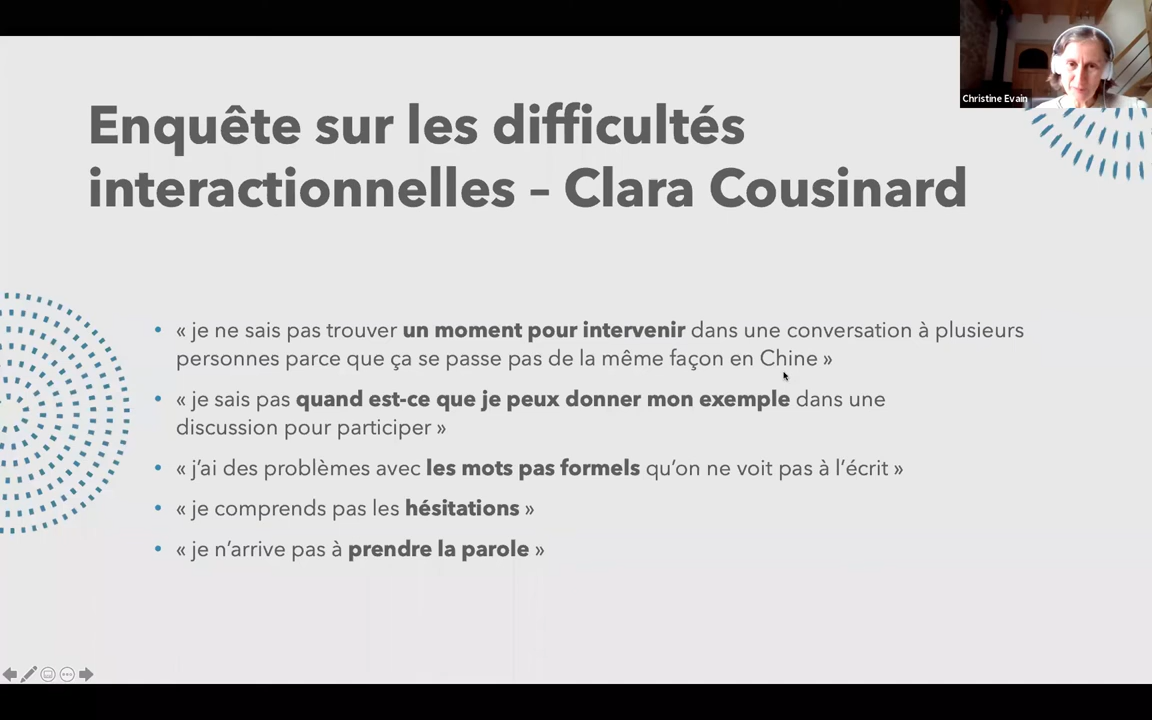 Christine Evain
Enquête sur les difficultés
interactionnelles – Clara Cousinard
• « je ne sais pas trouver un moment pour intervenir dans une conversation à plusieurs
personnes parce que ça se passe pas de la même façon en Chine »
• « je sais pas quand est-ce que je peux donner mon exemple dans une
discussion pour participer »
• « j’ai des problèmes avec les mots pas formels qu’on ne voit pas à l’écrit »
• « je comprends pas les hésitations »
• « je n’arrive pas à prendre la parole »